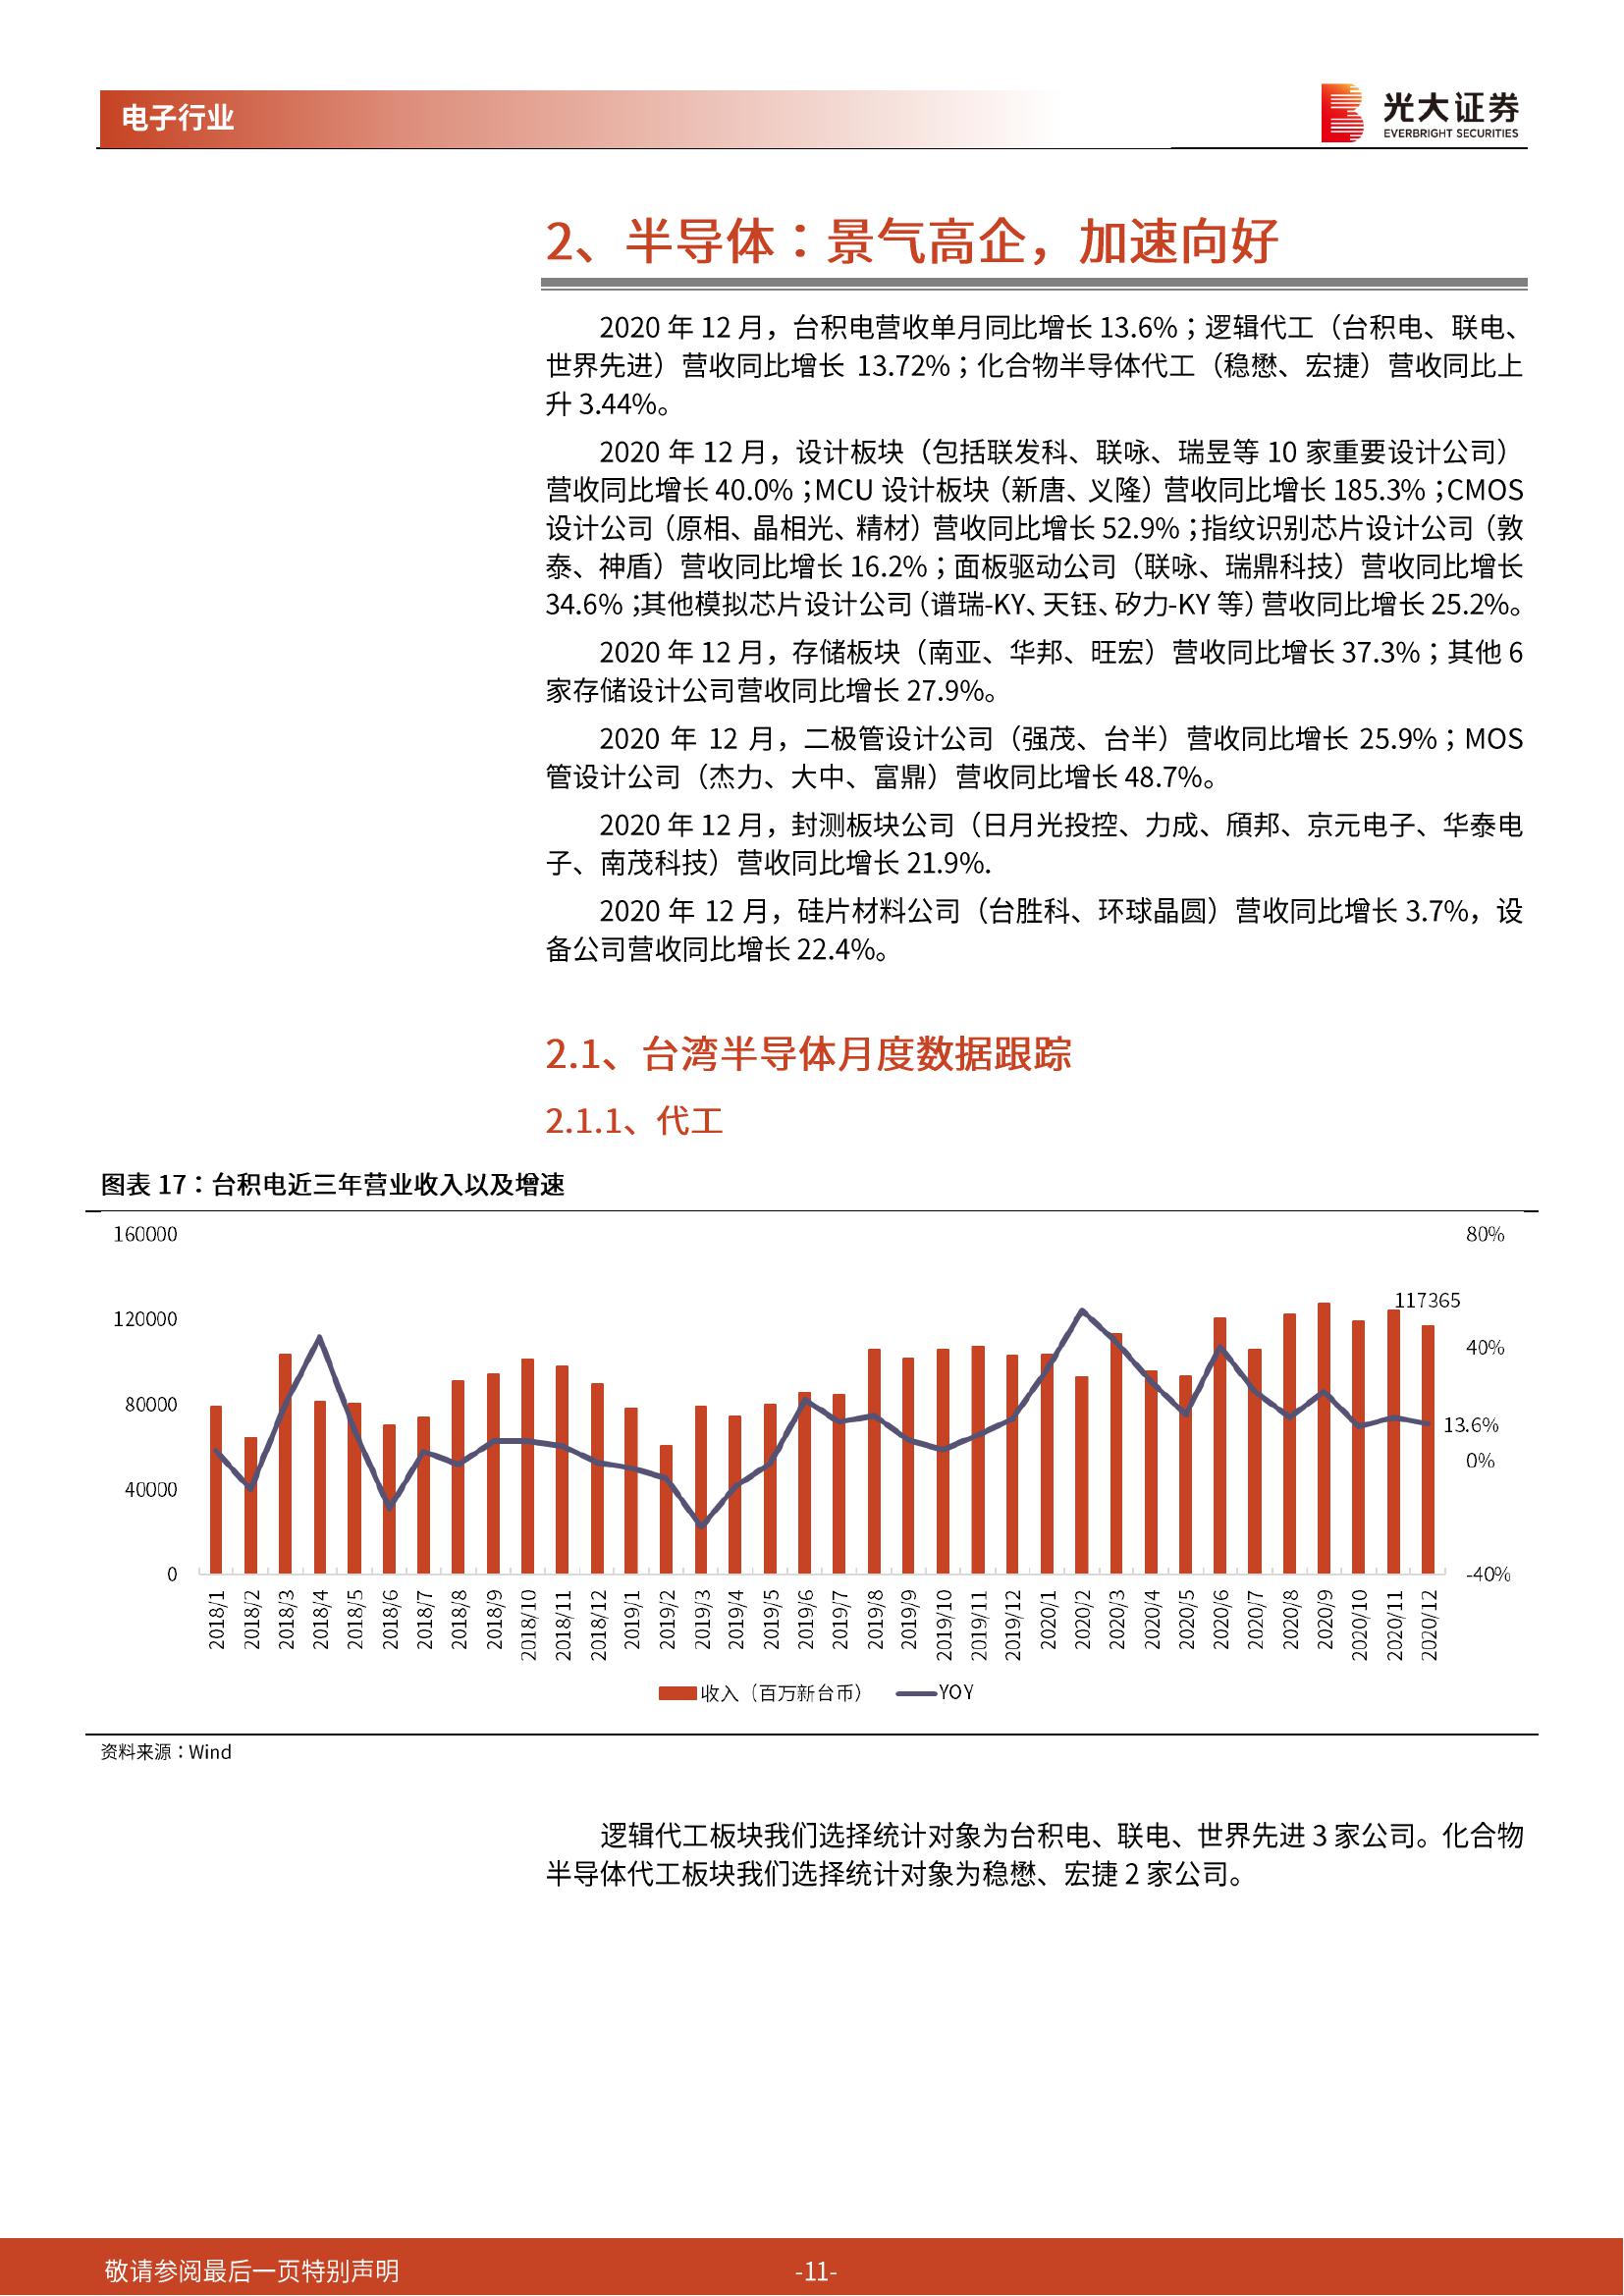 电子行业
光大证券
EVERBRIGHT SECURITIES
2、半导体：景气高企，加速向好
2020 年 12 月，台积电营收单月同比增长 13.6%；逻辑代工（台积电、联电、
世界先进）营收同比增长 13.72%；化合物半导体代工（稳懋、宏捷）营收同比上
升 3.44%。
2020 年 12 月，设计板块（包括联发科、联咏、瑞昱等 10 家重要设计公司）
营收同比增长 40.0%；MCU 设计板块（新唐、义隆）营收同比增长 185.3%；CMOS
设计公司（原相、晶相光、精材）营收同比增长 52.9%；指纹识别芯片设计公司（敦
泰、神盾）营收同比增长 16.2%；面板驱动公司（联咏、瑞鼎科技）营收同比增长
34.6%；其他模拟芯片设计公司（谱瑞-KY、天钰、矽力-KY 等）营收同比增长 25.2%。
2020 年 12 月，存储板块（南亚、华邦、旺宏）营收同比增长 37.3%；其他 6
家存储设计公司营收同比增长 27.9%。
2020 年 12 月，二极管设计公司（强茂、台半）营收同比增长 25.9%；MOS
管设计公司（杰力、大中、富鼎）营收同比增长 48.7%。
2020 年 12 月，封测板块公司（日月光投控、力成、頎邦、京元电子、华泰电
子、南茂科技）营收同比增长 21.9%.
2020 年 12 月，硅片材料公司（台胜科、环球晶圆）营收同比增长 3.7%，设
备公司营收同比增长 22.4%。
2.1、台湾半导体月度数据跟踪
2.1.1、代工
图表 17：台积电近三年营业收入以及增速
160000
120000
80000
40000
0
80%
40%
0%
-40%
117365
13.6%
2018/1
2018/2
2018/3
2018/4
2018/5
2018/6
2018/7
2018/8
2018/9
2018/10
2018/11
2018/12
2019/1
2019/2
2019/3
2019/4
2019/5
2019/6
2019/7
2019/8
2019/9
2019/10
2019/11
2019/12
2020/1
2020/2
2020/3
2020/4
2020/5
2020/6
2020/7
2020/8
2020/9
2020/10
2020/11
2020/12
收入（百万新台币）
YOY
资料来源：Wind
逻辑代工板块我们选择统计对象为台积电、联电、世界先进 3 家公司。化合物
半导体代工板块我们选择统计对象为稳懋、宏捷 2 家公司。
敬请参阅最后一页特别声明
-11-